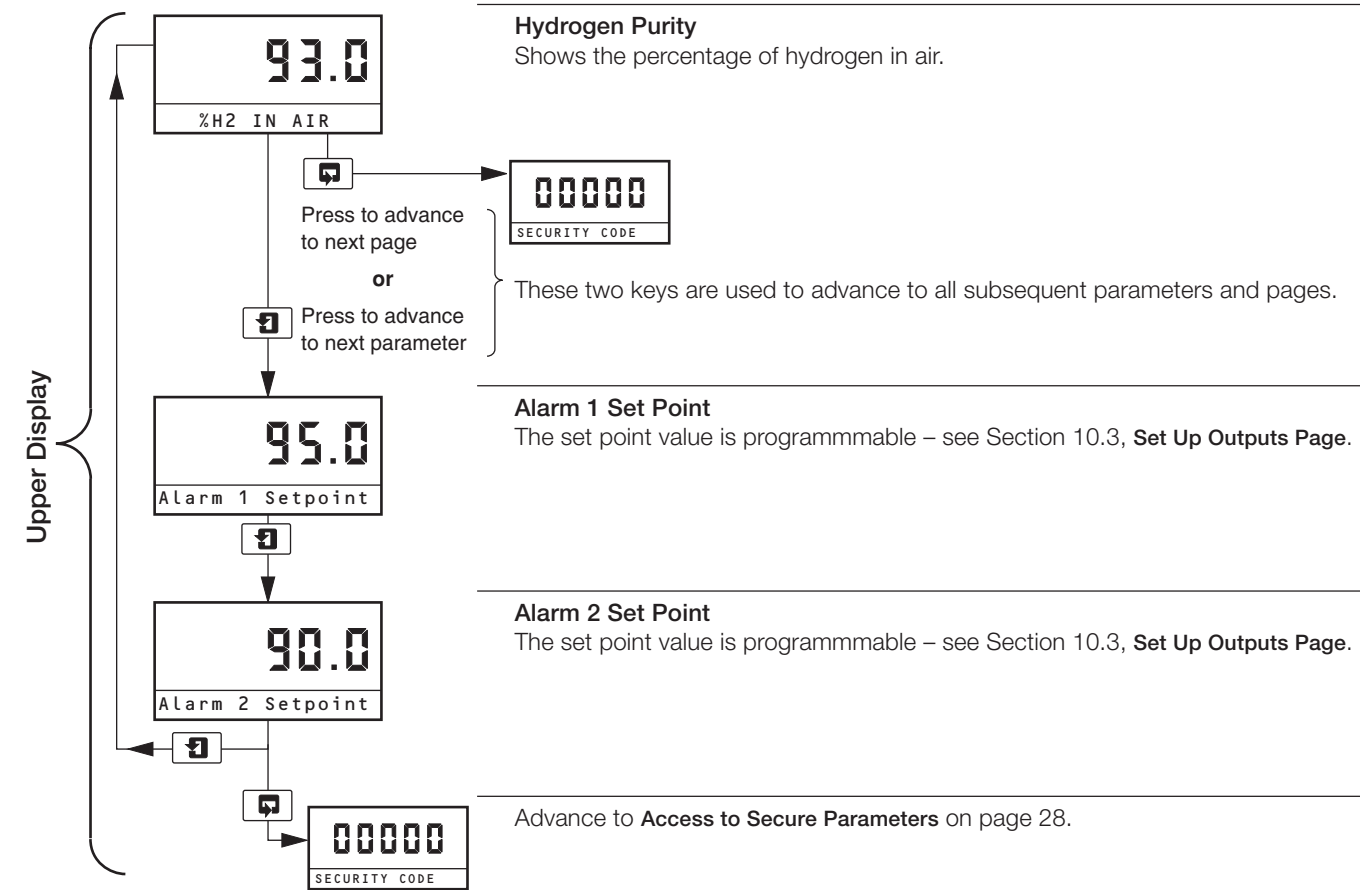 Upper Display
93.0
%H2 IN AIR
Hydrogen Purity
Shows the percentage of hydrogen in air.
Press to advance
to next page
or
Press to advance
to next parameter
00000
SECURITY CODE
These two keys are used to advance to all subsequent parameters and pages.
95.0
Alarm 1 Setpoint
Alarm 1 Set Point
The set point value is programmmable – see Section 10.3, Set Up Outputs Page.
90.0
Alarm 2 Setpoint
Alarm 2 Set Point
The set point value is programmmable – see Section 10.3, Set Up Outputs Page.
00000
SECURITY CODE
Advance to Access to Secure Parameters on page 28.